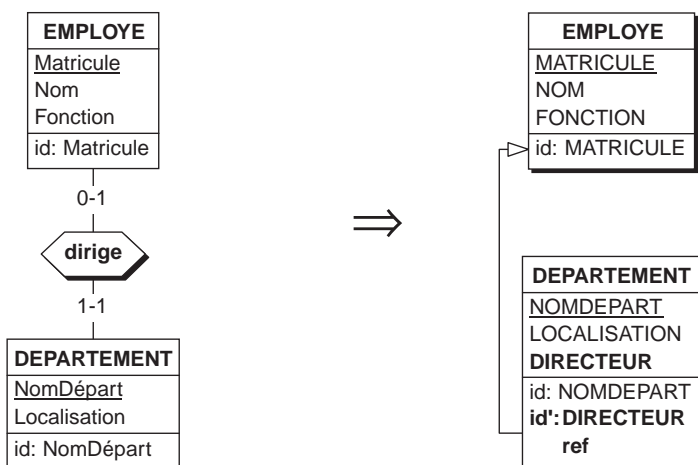 EMPLOYE
Matricule
Nom
Fonction
id: Matricule
0-1
dirige
1-1
DEPARTEMENT
NomDépart
Localisation
id: NomDépart
⇒
EMPLOYE
MATRICULE
NOM
FONCTION
id: MATRICULE
DEPARTEMENT
NOMDEPART
LOCALISATION
DIRECTEUR
id: NOMDEPART
id': DIRECTEUR
ref